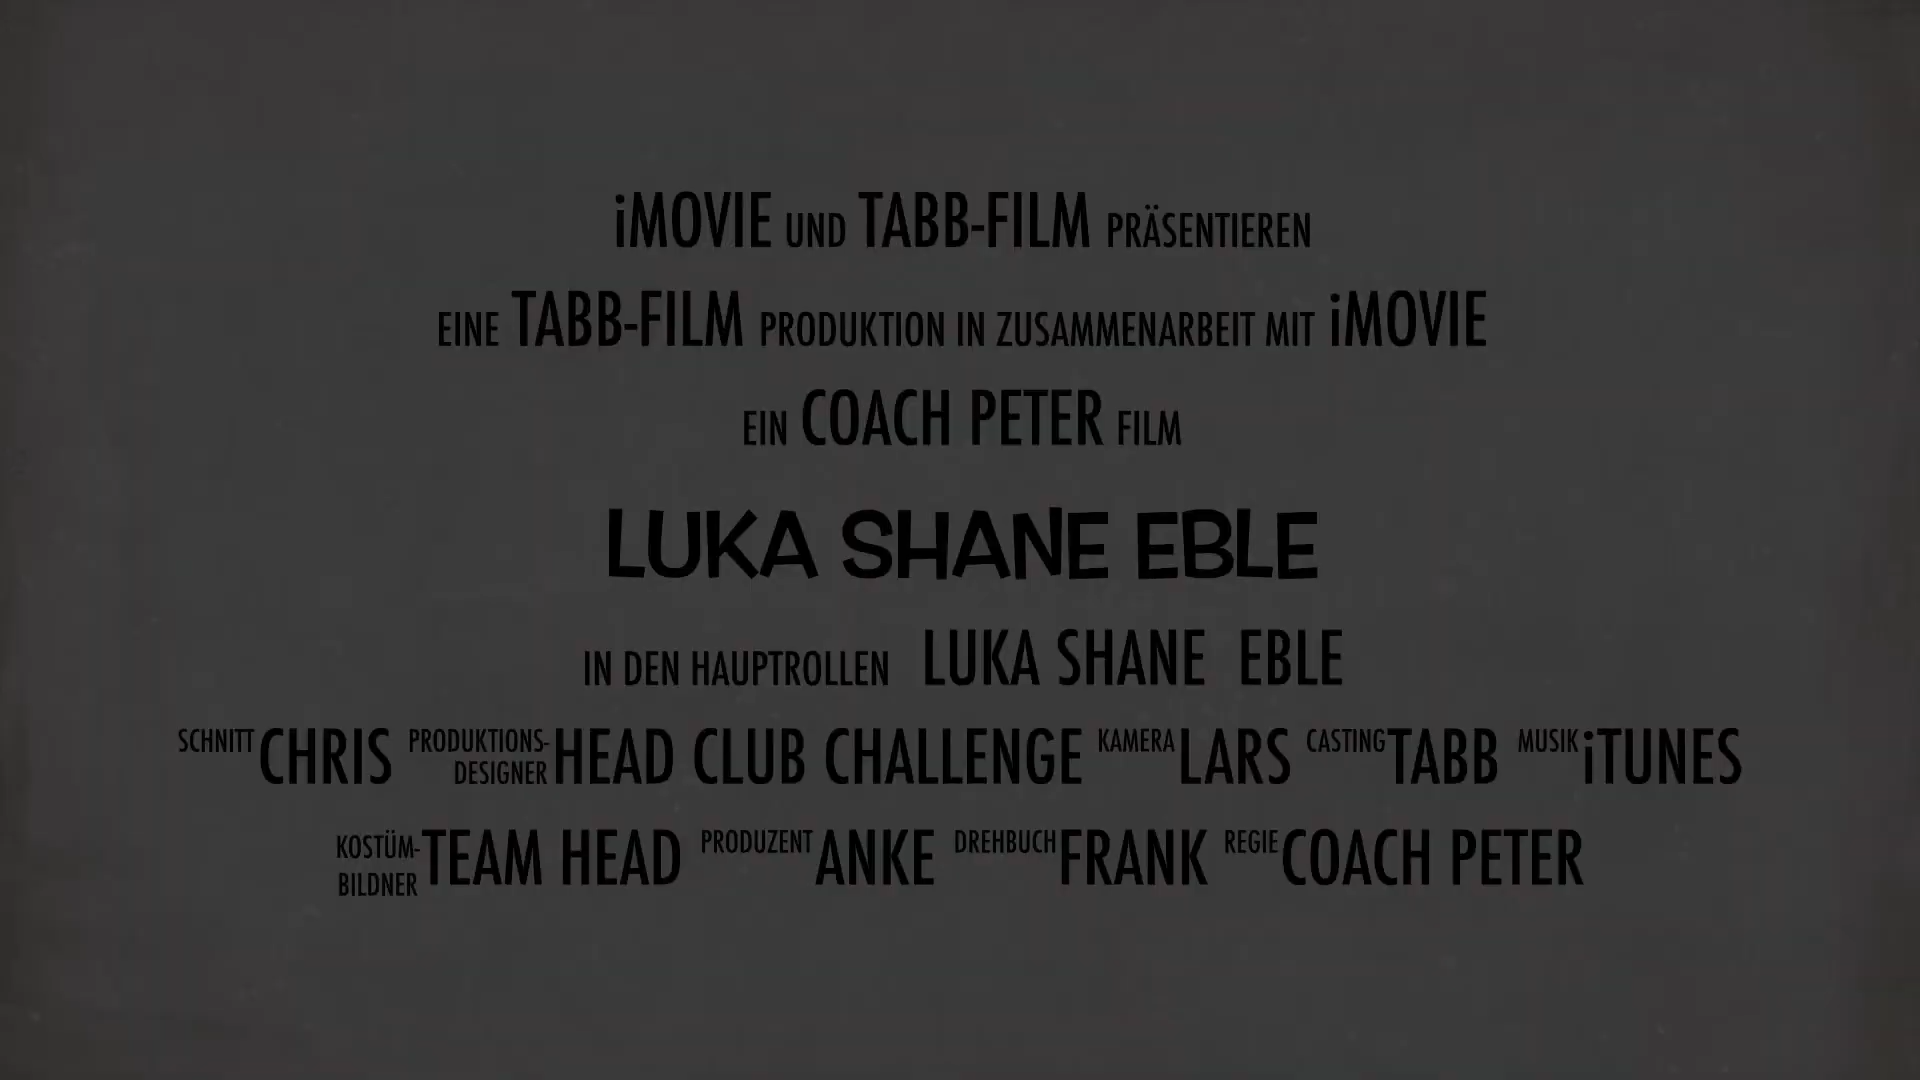 iMOVIE UND TABB-FILM PRÄSENTIEREN
EINE TABB-FILM PRODUKTION IN ZUSAMMENARBEIT MIT iMOVIE
EIN COACH PETER FILM
LUKA SHANE EBLE
IN DEN HAUPTROLLEN LUKA SHANE EBLE
SCHNITT CHRIS PRODUKTIONS-DESIGNER HEAD CLUB CHALLENGE KAMERA LARS CASTING TABB MUSIK iTUNES
KOSTÜM-BILDNER TEAM HEAD PRODUZENT ANKE DREHBUCH FRANK REGIE COACH PETER